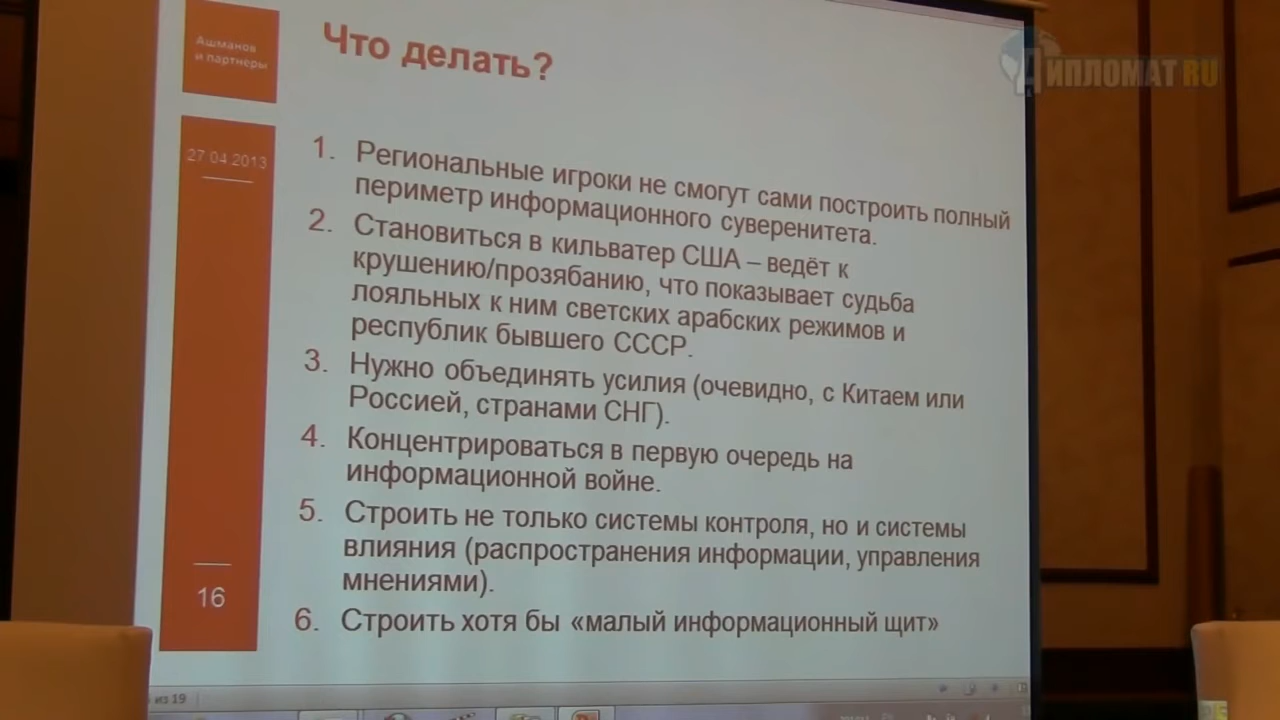 Ашманов
и партнеры
Что делать?
ДИПЛОМАТ RU
27 04 2013
1. Региональные игроки не смогут сами построить полный
периметр информационного суверенитета.
2. Становиться в кильватер США – ведёт к
крушению/прозябанию, что показывает судьба
лояльных к ним светских арабских режимов и
республик бывшего СССР.
3. Нужно объединять усилия (очевидно, с Китаем или
Россией, странами СНГ).
4. Концентрироваться в первую очередь на
информационной войне.
5. Строить не только системы контроля, но и системы
влияния (распространения информации, управления
мнениями).
6. Строить хотя бы «малый информационный щит»
16
из 19